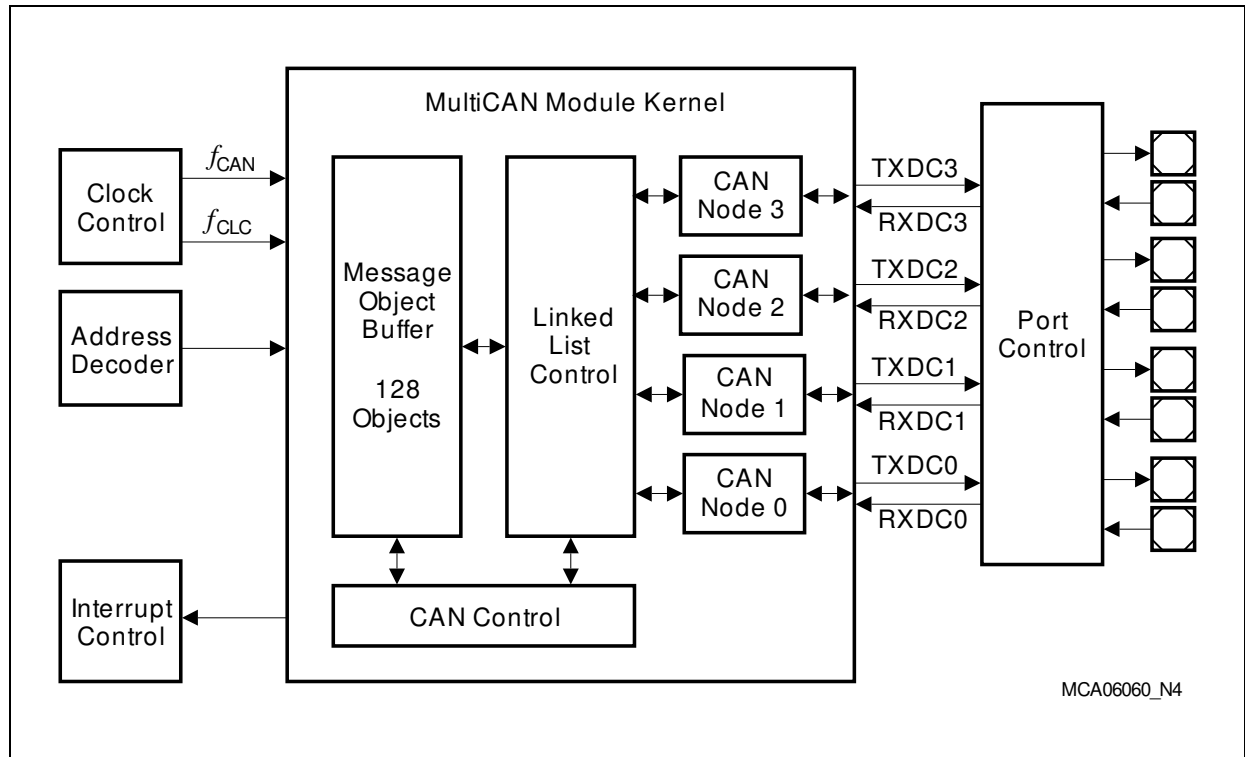 MultiCAN Module Kernel
Clock
Control
fCAN
fCLC
Address
Decoder
Interrupt
Control
Message
Object
Buffer
128
Objects
Linked
List
Control
CAN Control
CAN
Node 3
CAN
Node 2
CAN
Node 1
CAN
Node 0
TXDC3
RXDC3
TXDC2
RXDC2
TXDC1
RXDC1
TXDC0
RXDC0
Port
Control
MCA06060_N4